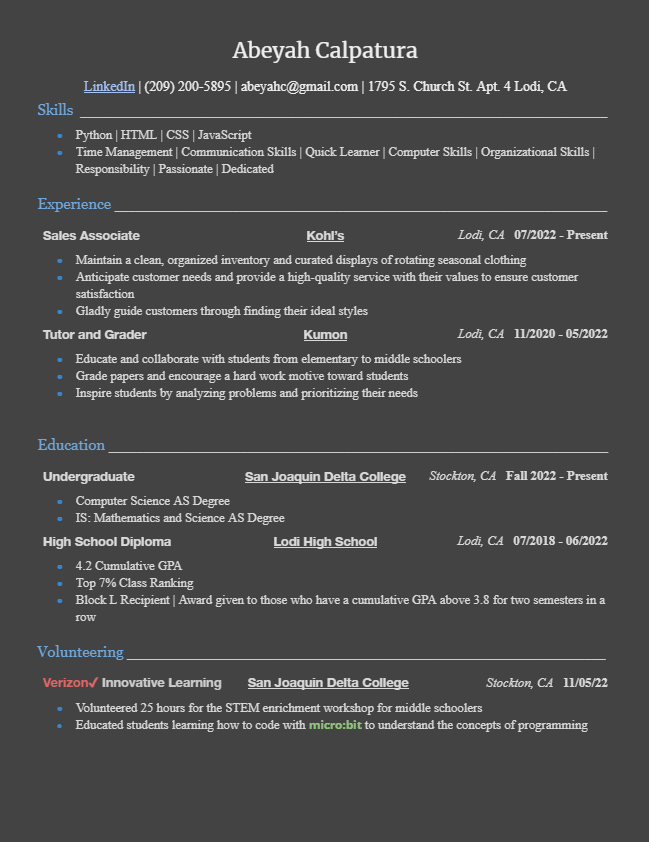 Abeyah Calpatura
LinkedIn | (209) 200-5895 | abeyahc@gmail.com | 1795 S. Church St. Apt. 4 Lodi, CA
Skills
Python | HTML | CSS | JavaScript
Time Management | Communication Skills | Quick Learner | Computer Skills | Organizational Skills |
Responsibility | Passionate | Dedicated
Experience
Sales Associate Kohl's Lodi, CA 07/2022 - Present
Maintain a clean, organized inventory and curated displays of rotating seasonal clothing
Anticipate customer needs and provide a high-quality service with their values to ensure customer
satisfaction
Gladly guide customers through finding their ideal styles
Tutor and Grader Kumon Lodi, CA 11/2020 - 05/2022
Educate and collaborate with students from elementary to middle schoolers
Grade papers and encourage a hard work motive toward students
Inspire students by analyzing problems and prioritizing their needs
Education
Undergraduate San Joaquin Delta College Stockton, CA Fall 2022 - Present
Computer Science AS Degree
IS: Mathematics and Science AS Degree
High School Diploma Lodi High School Lodi, CA 07/2018 - 06/2022
4.2 Cumulative GPA
Top 7% Class Ranking
Block L Recipient | Award given to those who have a cumulative GPA above 3.8 for two semesters in a
row
Volunteering
Verizon✓ Innovative Learning San Joaquin Delta College Stockton, CA 11/05/22
Volunteered 25 hours for the STEM enrichment workshop for middle schoolers
Educated students learning how to code with micro:bit to understand the concepts of programming